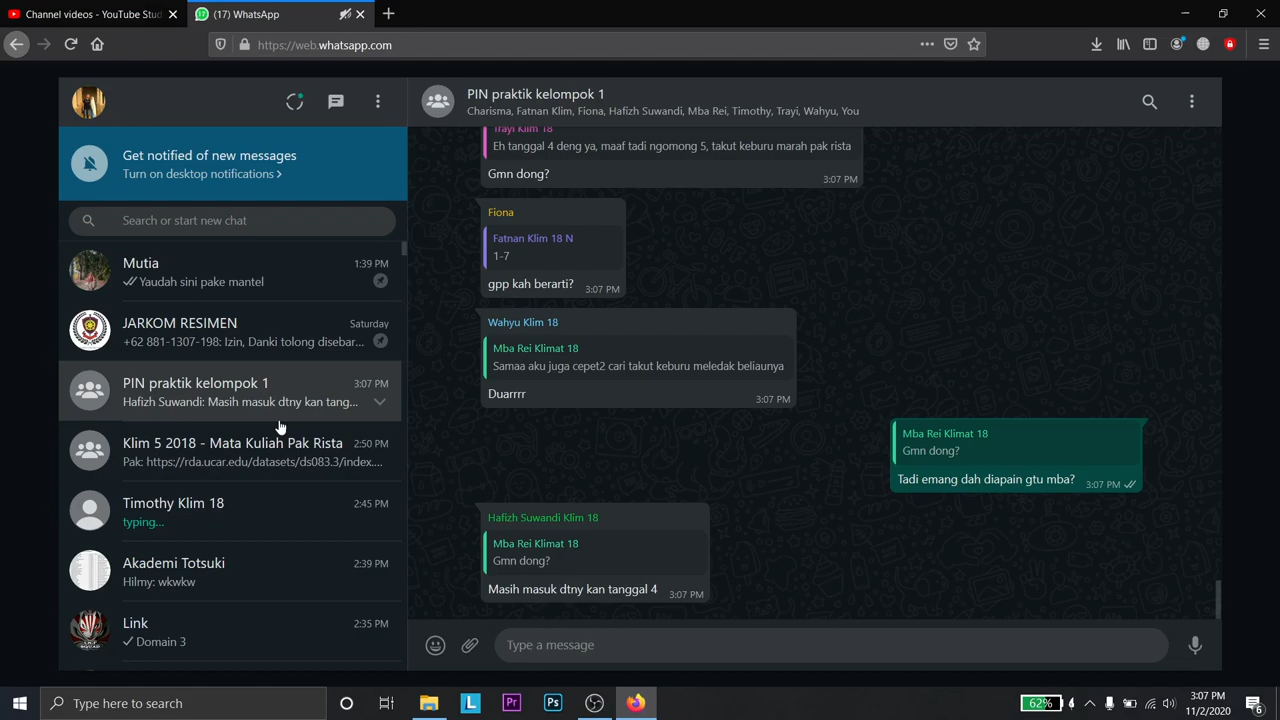 Channel videos - YouTube Stud
(17) WhatsApp
https://web.whatsapp.com
Get notified of new messages
Turn on desktop notifications >
Search or start new chat
Mutia
1:39 PM
Yaudah sini pake mantel
JARKOM RESIMEN
Saturday
+62 881-1307-198: Izin, Danki tolong disebar...
PIN praktik kelompok 1
3:07 PM
Hafizh Suwandi: Masih masuk dtny kan tang...
Klim 5 2018 - Mata Kuliah Pak Rista
2:50 PM
Pak: https://rda.ucar.edu/datasets/ds083.3/index....
Timothy Klim 18
2:45 PM
typing...
Akademi Totsuki
2:39 PM
Hilmy: wkwkw
Link
2:35 PM
Domain 3
PIN praktik kelompok 1
Charisma, Fatnan Klim, Fiona, Hafizh Suwandi, Mba Rei, Timothy, Trayi, Wahyu, You
Trayi Klim 18
Eh tanggal 4 deng ya, maaf tadi ngomong 5, takut keburu marah pak rista
Gmn dong?
3:07 PM
Fiona
Fatnan Klim 18 N
1-7
gpp kah berarti?
3:07 PM
Wahyu Klim 18
Mba Rei Klimat 18
Samaa aku juga cepet2 cari takut keburu meledak beliaunya
Duarrrr
3:07 PM
Mba Rei Klimat 18
Gmn dong?
Tadi emang dah diapain gtu mba?
3:07 PM
Hafizh Suwandi Klim 18
Mba Rei Klimat 18
Gmn dong?
Masih masuk dtny kan tanggal 4
3:07 PM
Type a message
Type here to search
L
Pr
Ps
62%
3:07 PM
11/2/2020
6